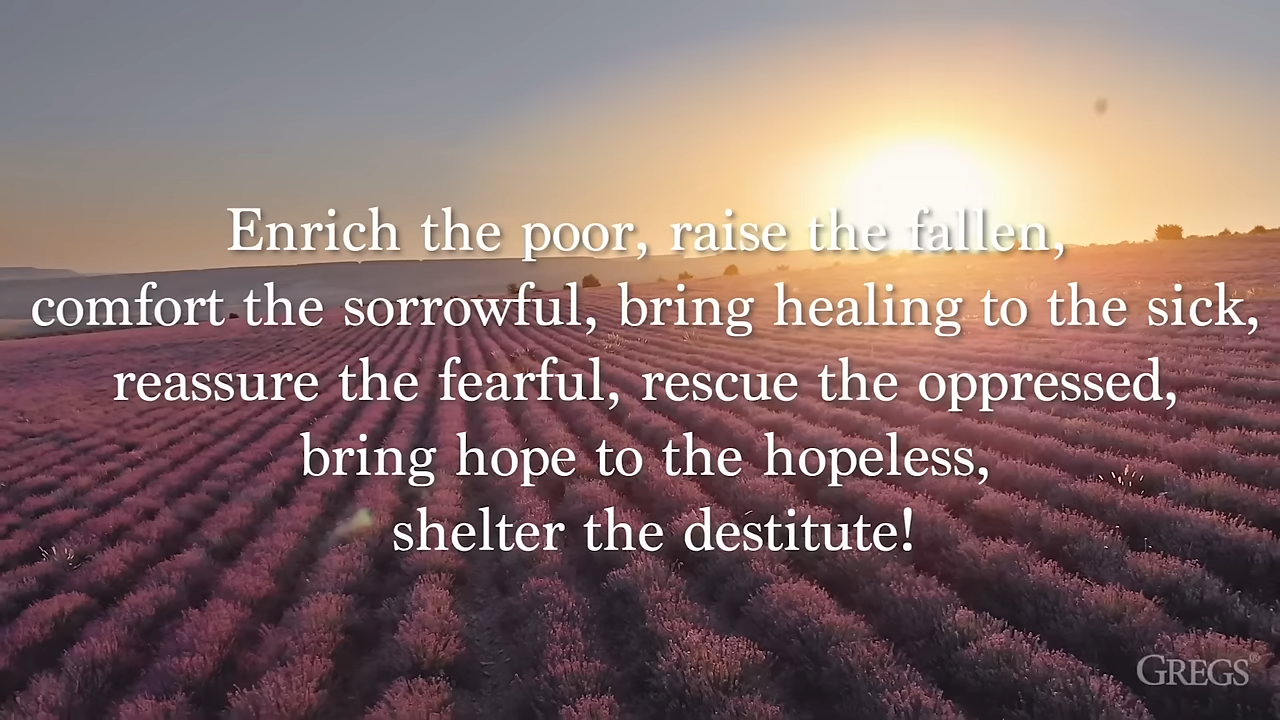 Enrich the poor, raise the fallen,
comfort the sorrowful, bring healing to the sick,
reassure the fearful, rescue the oppressed,
bring hope to the hopeless,
shelter the destitute!
GREGS®